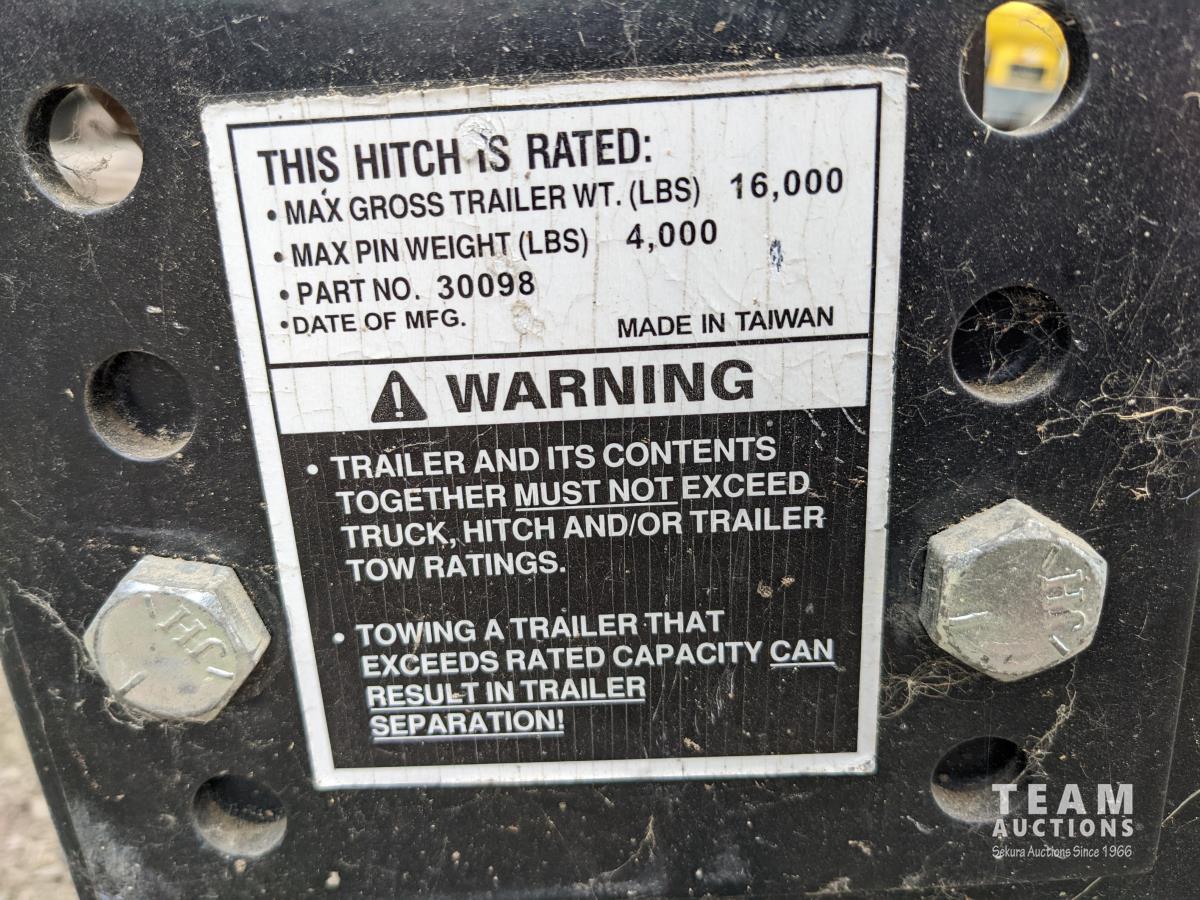 THIS HITCH IS RATED:
• MAX GROSS TRAILER WT. (LBS) 16,000
• MAX PIN WEIGHT (LBS) 4,000
• PART NO. 30098
• DATE OF MFG. MADE IN TAIWAN
WARNING
• TRAILER AND ITS CONTENTS
TOGETHER MUST NOT EXCEED
TRUCK, HITCH AND/OR TRAILER
TOW RATINGS.
• TOWING A TRAILER THAT
EXCEEDS RATED CAPACITY CAN
RESULT IN TRAILER
SEPARATION!
JH
JH
TEAM
AUCTIONS
Sekura Auctions Since 1966